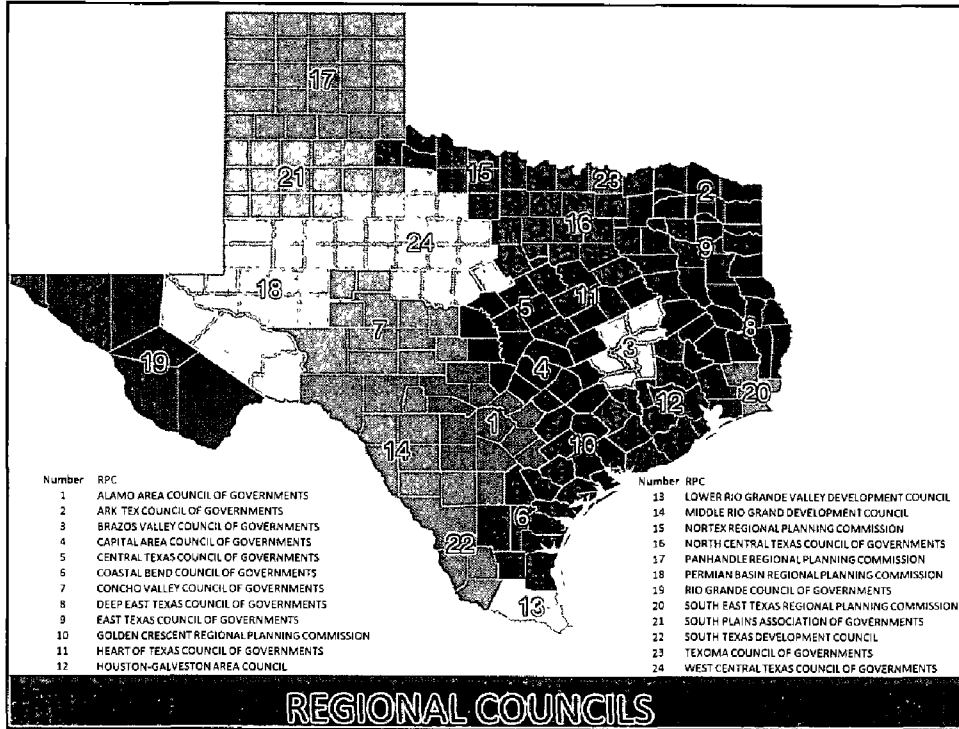 17
21
15
23
2
16
9
24
18
5
11
7
8
3
4
19
20
12
1
14
10
6
22
13
Number RPC
1 ALAMO AREA COUNCIL OF GOVERNMENTS
2 ARK TEX COUNCIL OF GOVERNMENTS
3 BRAZOS VALLEY COUNCIL OF GOVERNMENTS
4 CAPITAL AREA COUNCIL OF GOVERNMENTS
5 CENTRAL TEXAS COUNCIL OF GOVERNMENTS
6 COASTAL BEND COUNCIL OF GOVERNMENTS
7 CONCHO VALLEY COUNCIL OF GOVERNMENTS
8 DEEP EAST TEXAS COUNCIL OF GOVERNMENTS
9 EAST TEXAS COUNCIL OF GOVERNMENTS
10 GOLDEN CRESCENT REGIONAL PLANNING COMMISSION
11 HEART OF TEXAS COUNCIL OF GOVERNMENTS
12 HOUSTON-GALVESTON AREA COUNCIL
Number RPC
13 LOWER RIO GRANDE VALLEY DEVELOPMENT COUNCIL
14 MIDDLE RIO GRAND DEVELOPMENT COUNCIL
15 NORTEX REGIONAL PLANNING COMMISSION
16 NORTH CENTRAL TEXAS COUNCIL OF GOVERNMENTS
17 PANHANDLE REGIONAL PLANNING COMMISSION
18 PERMIAN BASIN REGIONAL PLANNING COMMISSION
19 RIO GRANDE COUNCIL OF GOVERNMENTS
20 SOUTH EAST TEXAS REGIONAL PLANNING COMMISSION
21 SOUTH PLAINS ASSOCIATION OF GOVERNMENTS
22 SOUTH TEXAS DEVELOPMENT COUNCIL
23 TEXOMA COUNCIL OF GOVERNMENTS
24 WEST CENTRAL TEXAS COUNCIL OF GOVERNMENTS
REGIONAL COUNCILS